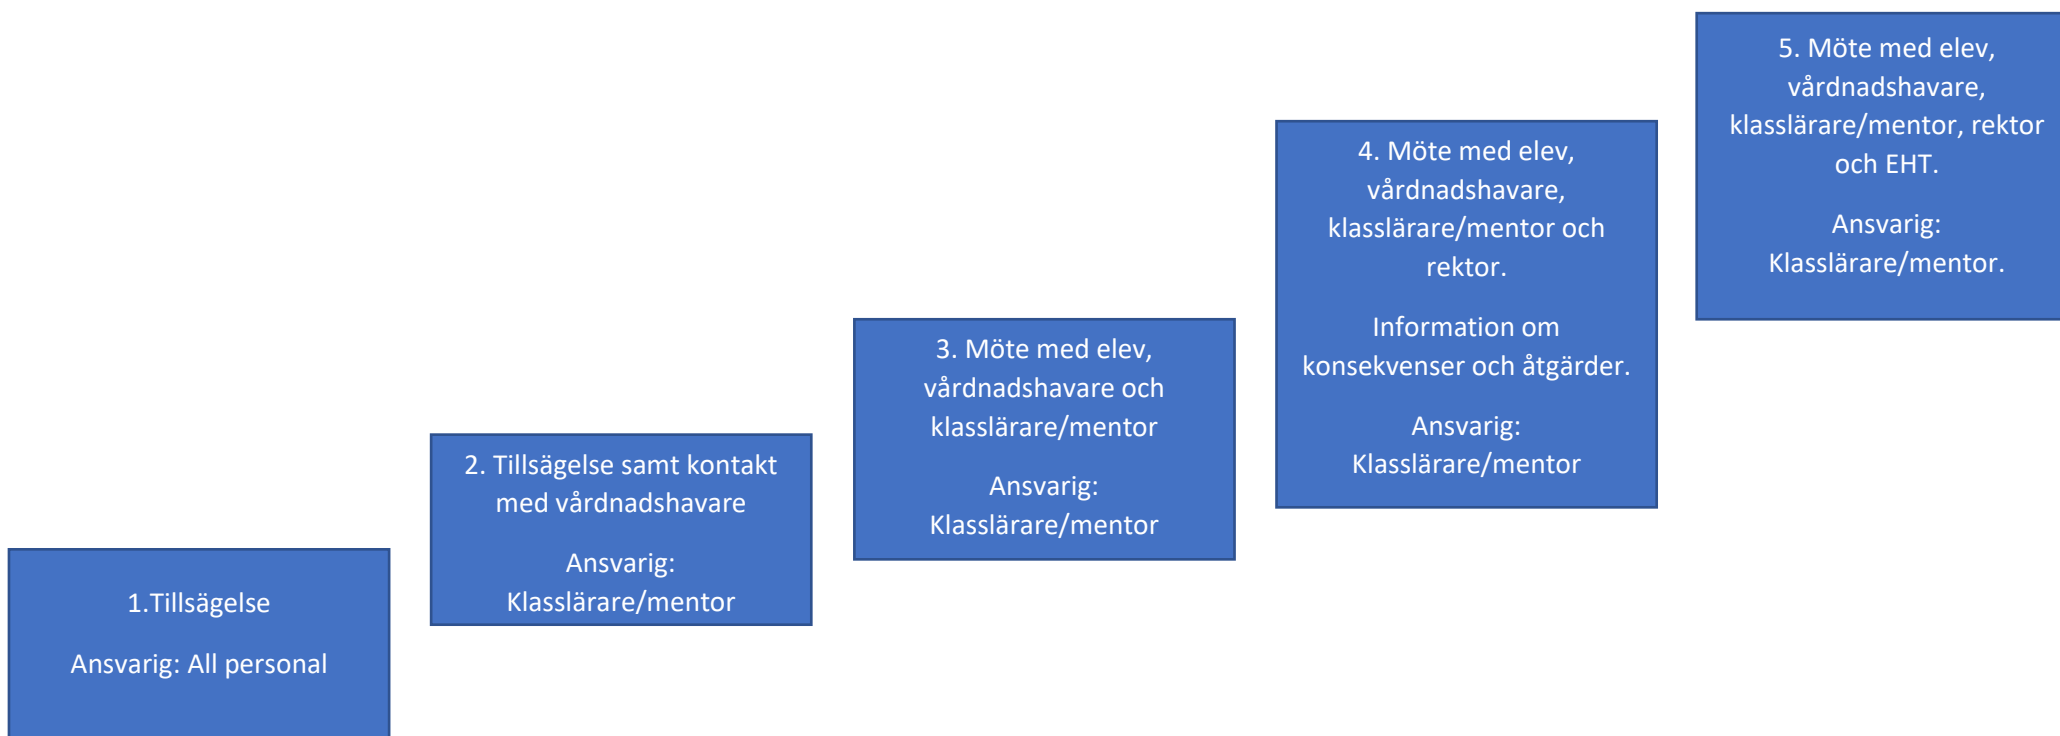 1.Tillsägelse
Ansvarig: All personal
2. Tillsägelse samt kontakt
med vårdnadshavare
Ansvarig:
Klasslärare/mentor
3. Möte med elev,
vårdnadshavare och
klasslärare/mentor
Ansvarig:
Klasslärare/mentor
4. Möte med elev,
vårdnadshavare,
klasslärare/mentor och
rektor.
Information om
konsekvenser och åtgärder.
Ansvarig:
Klasslärare/mentor
5. Möte med elev,
vårdnadshavare,
klasslärare/mentor, rektor
och EHT.
Ansvarig:
Klasslärare/mentor.